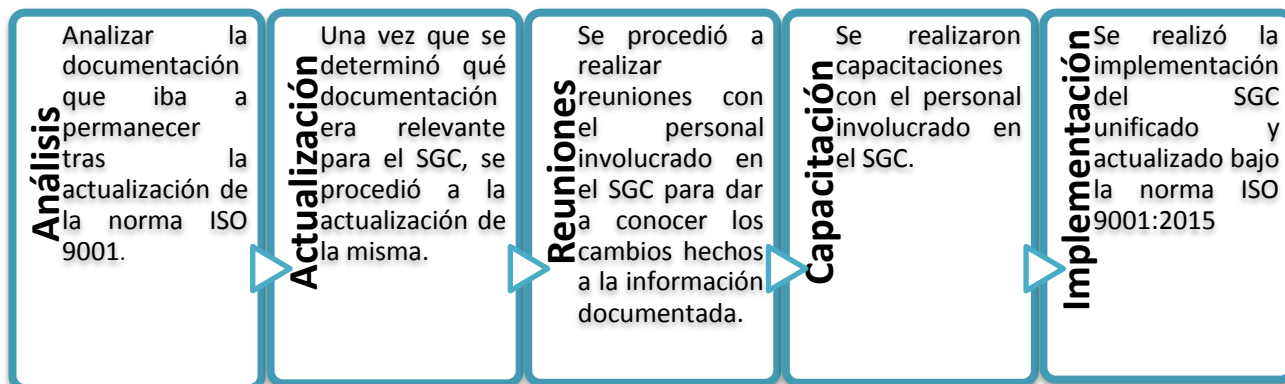 Análisis
Analizar la
documentación
que iba a
permanecer
tras la
actualización de
la norma ISO
9001.
Actualización
Una vez que se
determinó qué
documentación
era relevante
para el SGC, se
procedió a la
actualización de
la misma.
Reuniones
Se procedió a
realizar
reuniones con
el personal
involucrado en
el SGC para dar
a conocer los
cambios hechos
a la información
documentada.
Capacitación
Se realizaron
capacitaciones
con el personal
involucrado en
el SGC.
Implementación
Se realizó la
implementación
del SGC
unificado y
actualizado bajo
la norma ISO
9001:2015